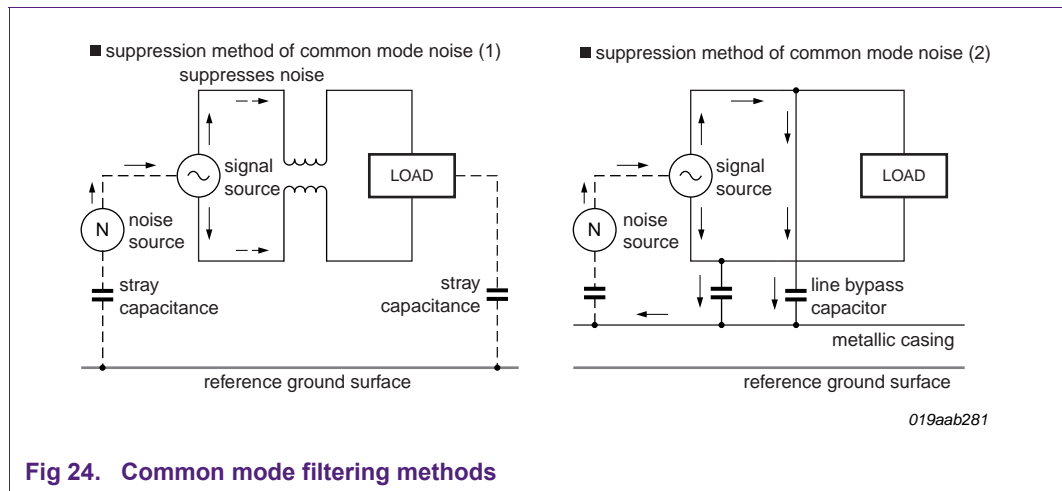 ■ suppression method of common mode noise (1)
suppresses noise
signal
source
LOAD
N
noise
source
stray
capacitance
stray
capacitance
reference ground surface
■ suppression method of common mode noise (2)
signal
source
LOAD
N
noise
source
line bypass
capacitor
metallic casing
reference ground surface
019aab281
Fig 24. Common mode filtering methods